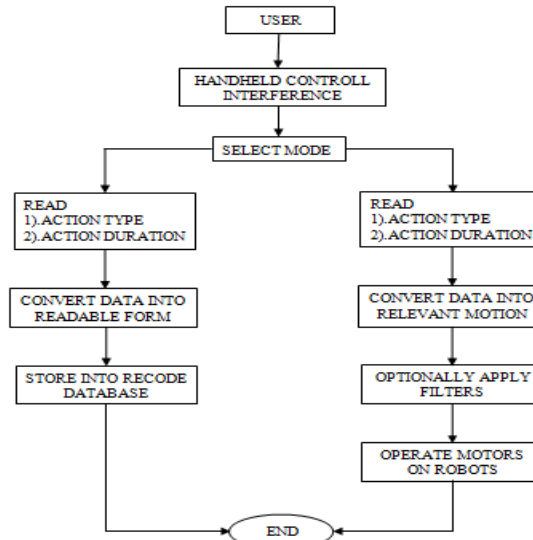 USER
HANDHELD CONTROLL
INTERFERENCE
SELECT MODE
READ
1).ACTION TYPE
2).ACTION DURATION
CONVERT DATA INTO
READABLE FORM
STORE INTO RECODE
DATABASE
READ
1).ACTION TYPE
2).ACTION DURATION
CONVERT DATA INTO
RELEVANT MOTION
OPTIONALLY APPLY
FILTERS
OPERATE MOTORS
ON ROBOTS
END